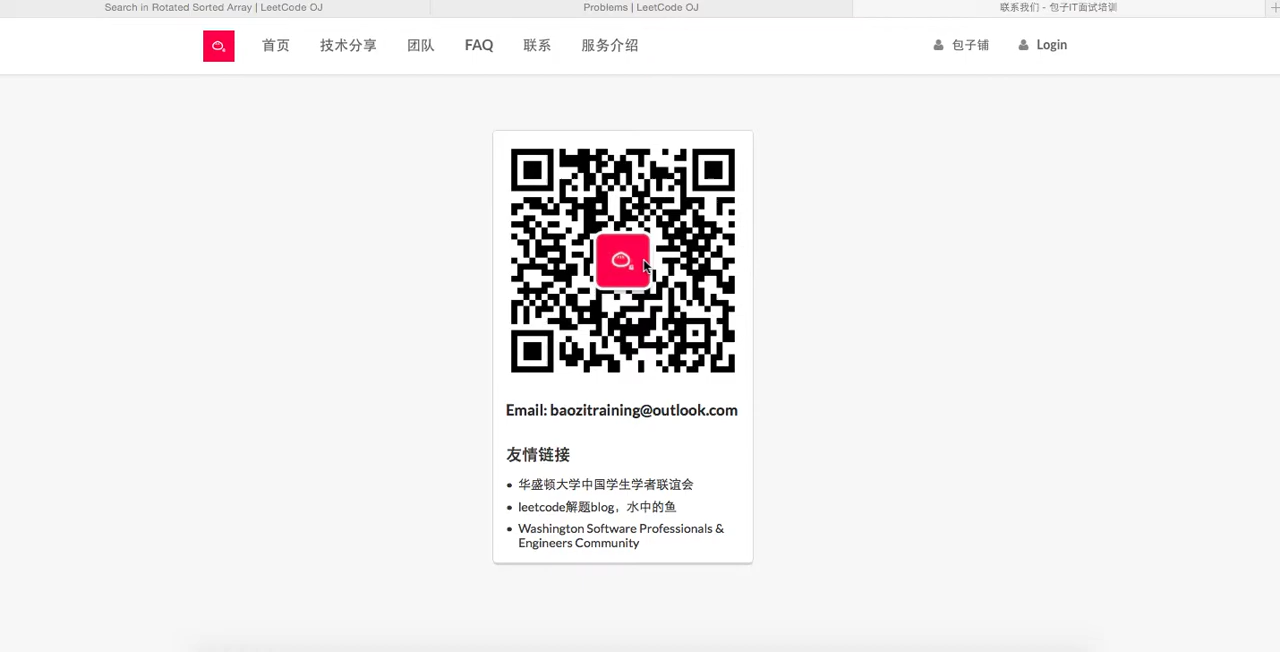 Search in Rotated Sorted Array | LeetCode OJ
Problems | LeetCode OJ
联系我们 - 包子IT面试培训
首页
技术分享
团队
FAQ
联系
服务介绍
包子铺
Login
Email: baozitraining@outlook.com
友情链接
华盛顿大学中国学生学者联谊会
leetcode解题blog，水中的鱼
Washington Software Professionals &
Engineers Community